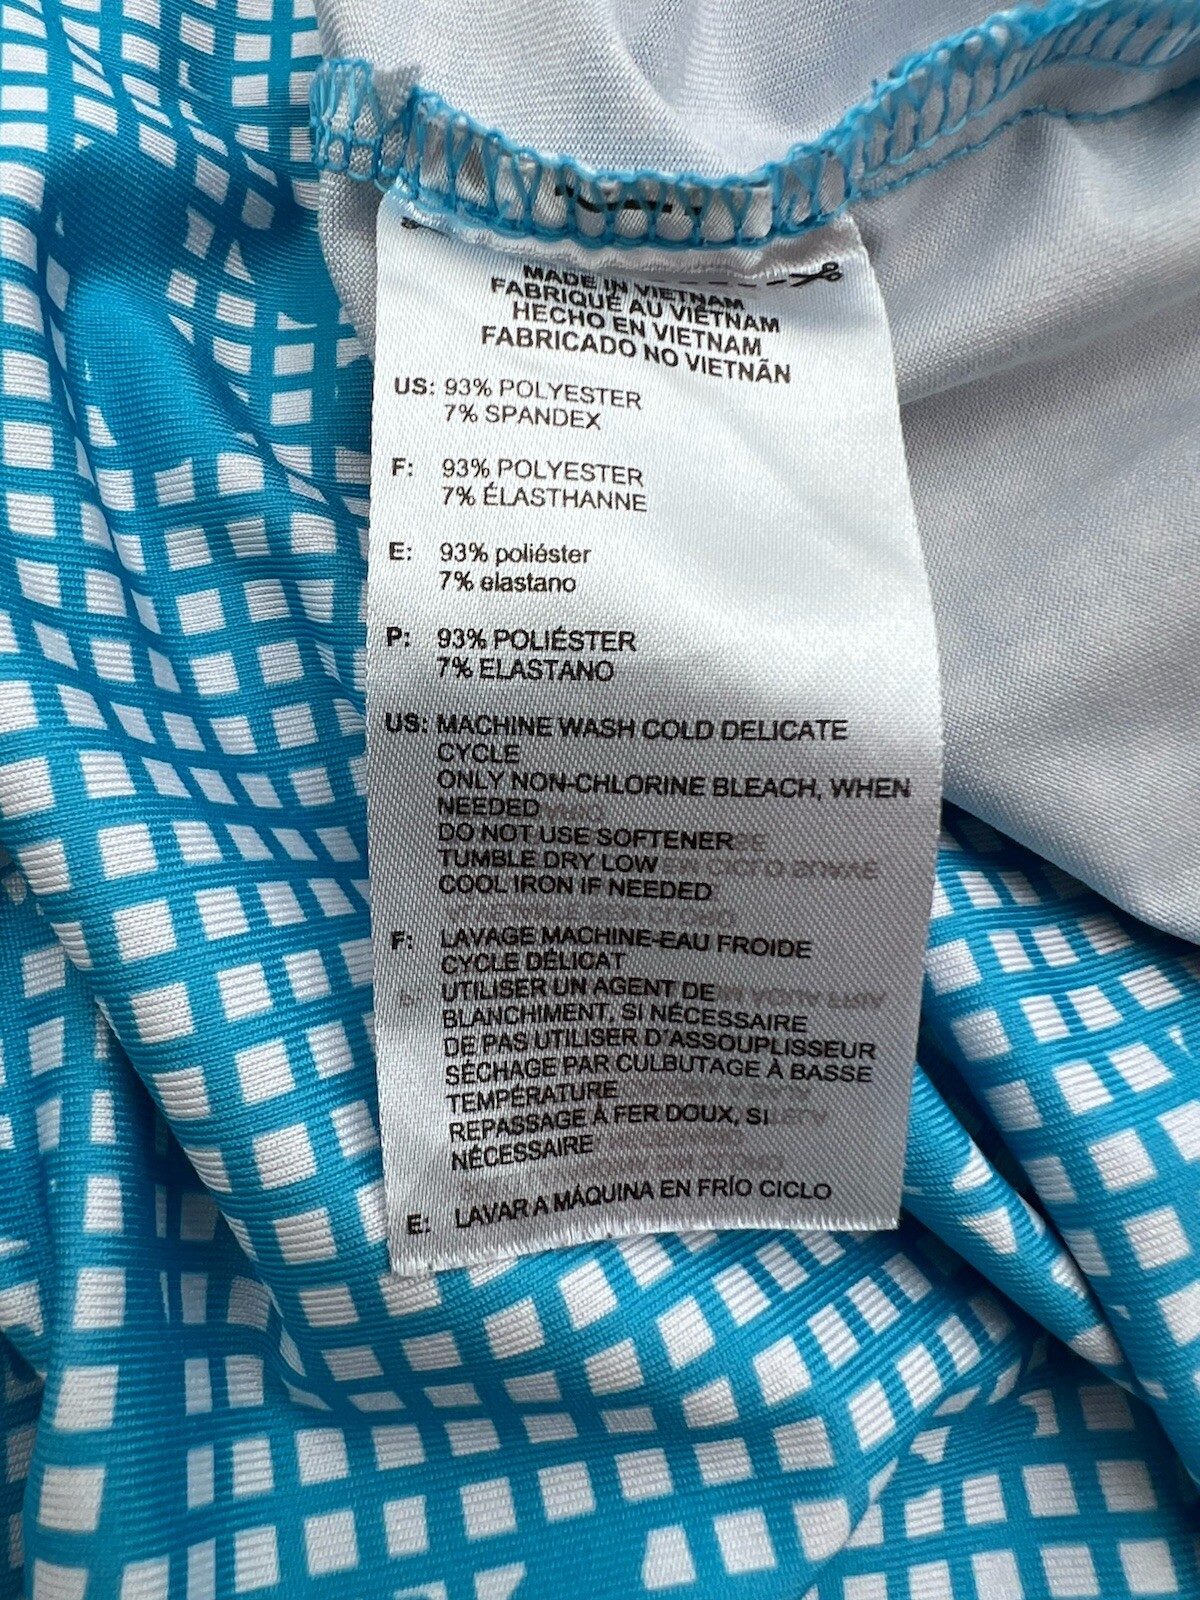 MADE IN VIETNAM
FABRIQUÉ AU VIÊTNAM
HECHO EN VIETNAM
FABRICADO NO VIETNÃN
US: 93% POLYESTER
7% SPANDEX
F: 93% POLYESTER
7% ÉLASTHANNE
E: 93% poliéster
7% elastano
P: 93% POLIÉSTER
7% ELASTANO
US: MACHINE WASH COLD DELICATE
CYCLE
ONLY NON-CHLORINE BLEACH, WHEN
NEEDED
DO NOT USE SOFTENER
TUMBLE DRY LOW
COOL IRON IF NEEDED
F: LAVAGE MACHINE-EAU FROIDE
CYCLE DÉLICAT
UTILISER UN AGENT DE
BLANCHIMENT, SI NÉCESSAIRE
DE PAS UTILISER D'ASSOUPLISSEUR
SÉCHAGE PAR CULBUTAGE À BASSE
TEMPÉRATURE
REPASSAGE À FER DOUX, SI
NÉCESSAIRE
E: LAVAR A MÁQUINA EN FRÍO CICLO